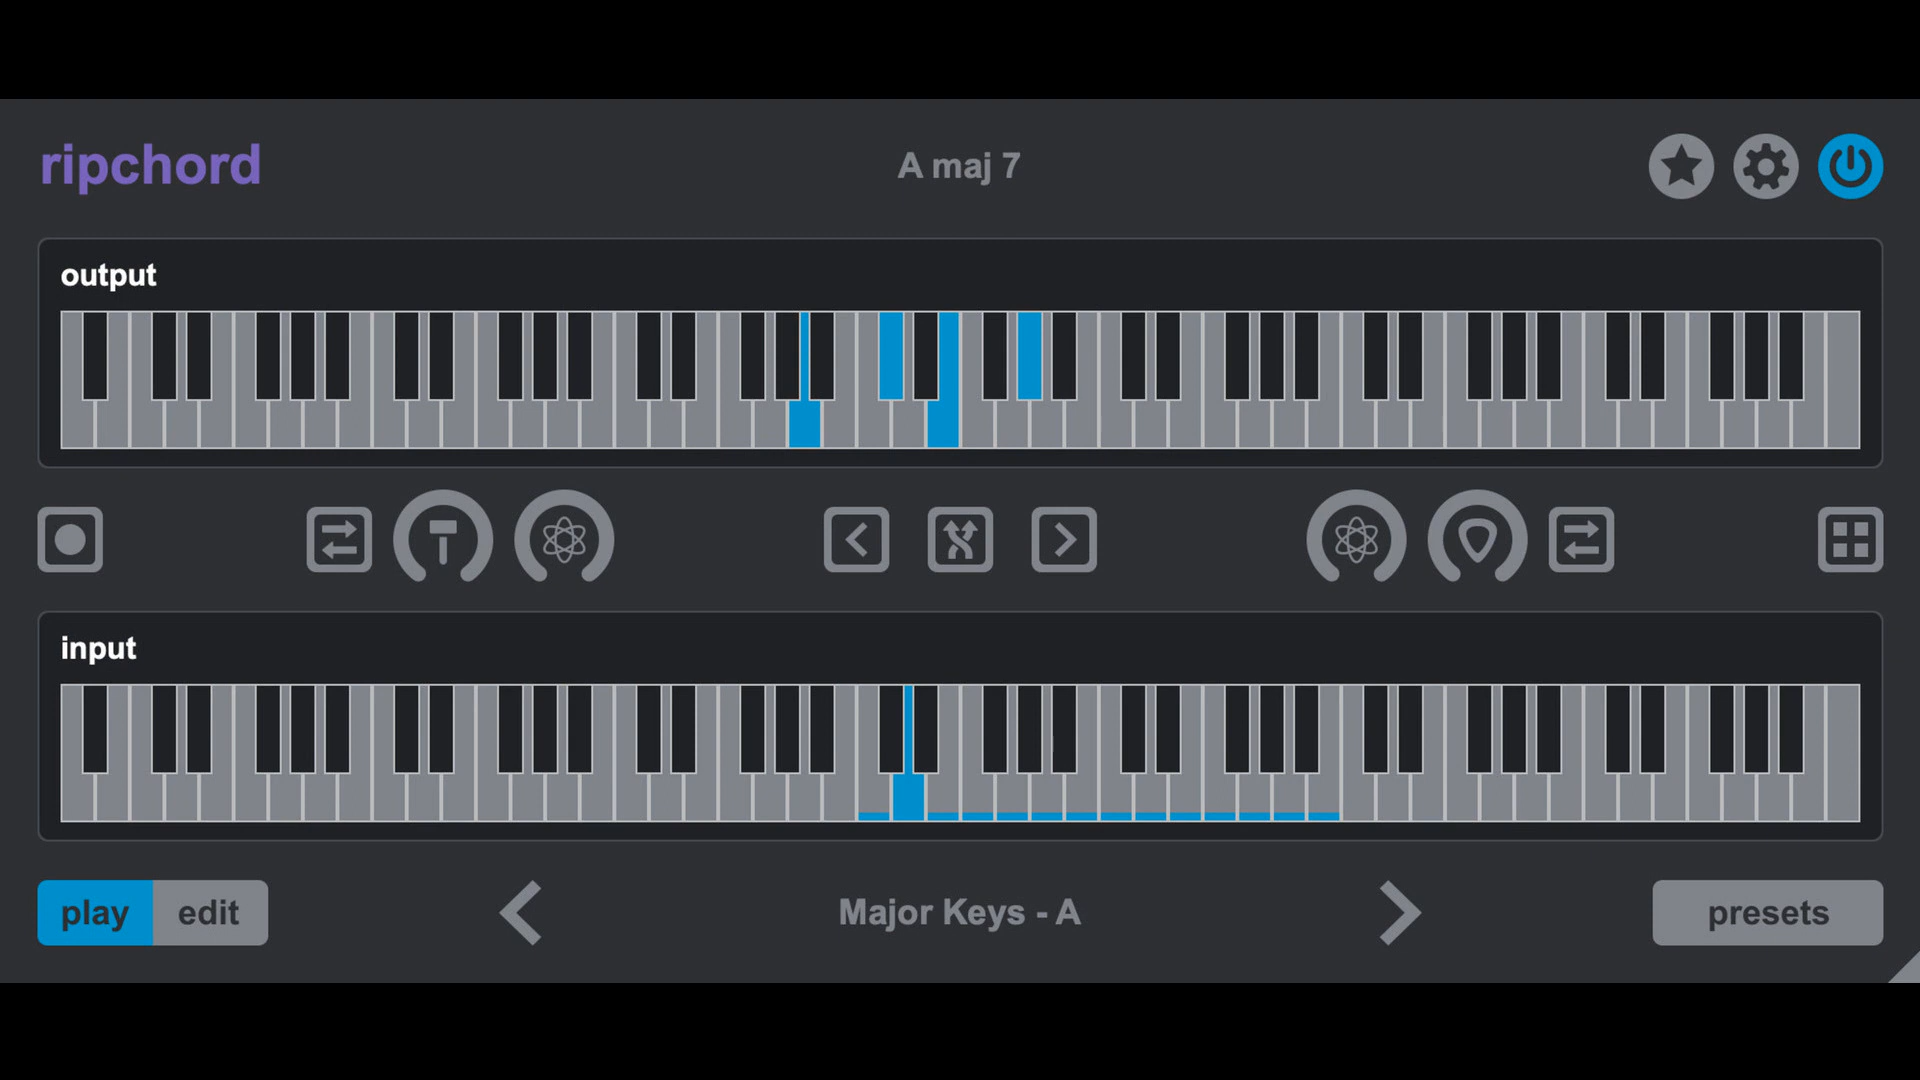 ripchord
A maj 7
output
input
play edit
Major Keys - A
presets